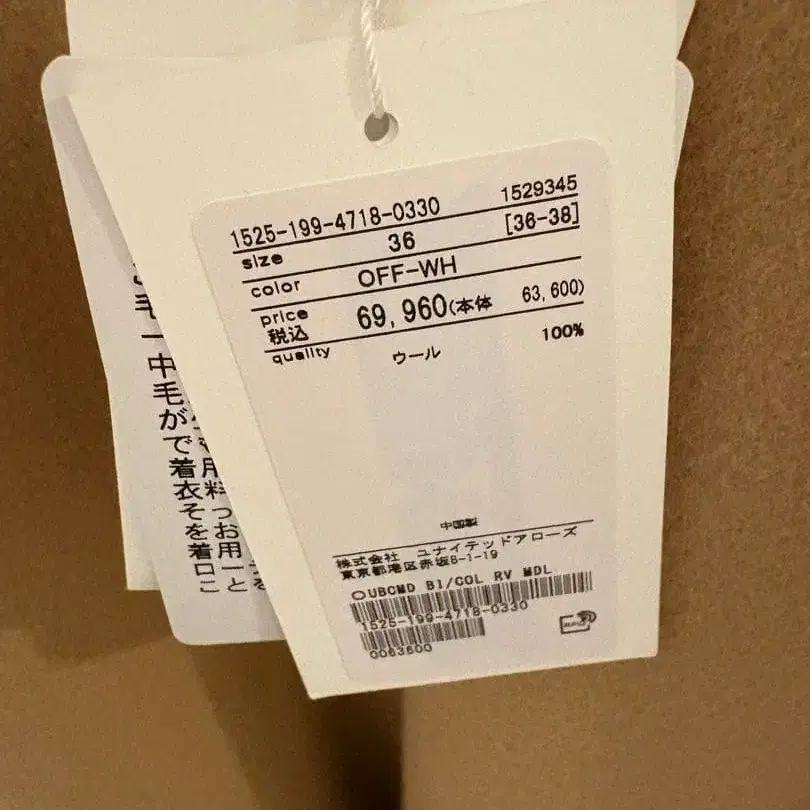 1525-199-4718-0330 1529345
size 36 [36-38]
color OFF-WH
price
税込 69,960(本体 63,600)
quality ウール 100%
中国製
株式会社 ユナイテッドアローズ
東京都港区赤坂8-1-19
○UBCMD BI/COL RV MDL
1525-199-4718-0330
0063600
毛
一
中
毛
が
で
着 用
衣 料
そ っ
を お
着 用
口 一
こ と